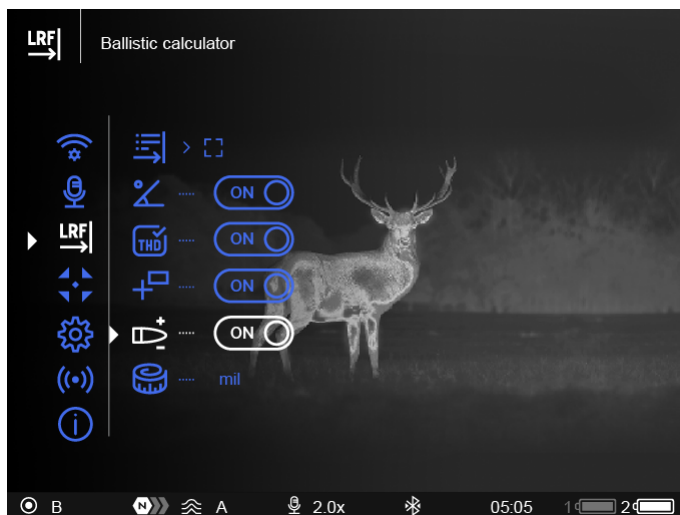 LRF Ballistic calculator
ON
THD ON
LRF
ON
ON
mil
B N A 2.0x 05:05 1 2